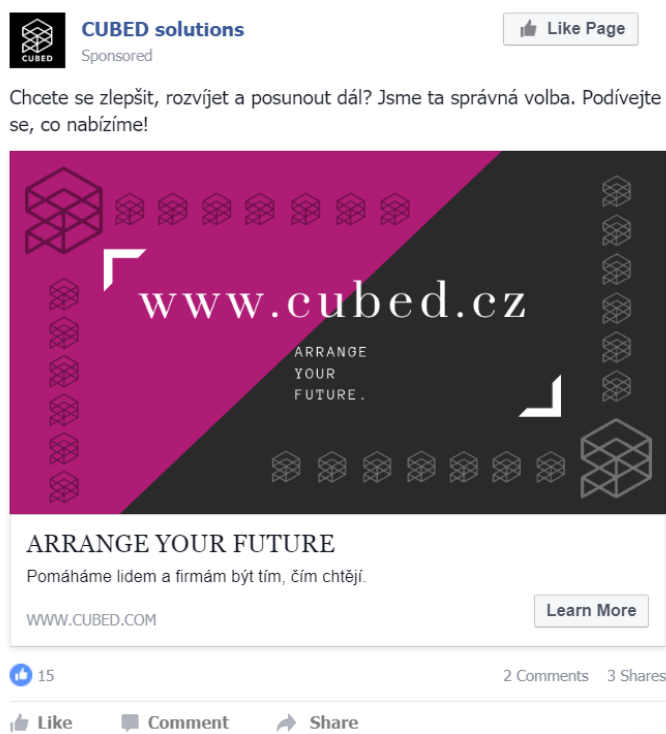 CUBED
CUBED solutions
Sponsored
Like Page
Chcete se zlepšit, rozvíjet a posunout dál? Jsme ta správná volba. Podívejte
se, co nabízíme!
www.cubed.cz
ARRANGE
YOUR
FUTURE.
ARRANGE YOUR FUTURE
Pomáháme lidem a firmám být tím, čím chtějí.
WWW.CUBED.COM
Learn More
15
2 Comments 3 Shares
Like Comment Share